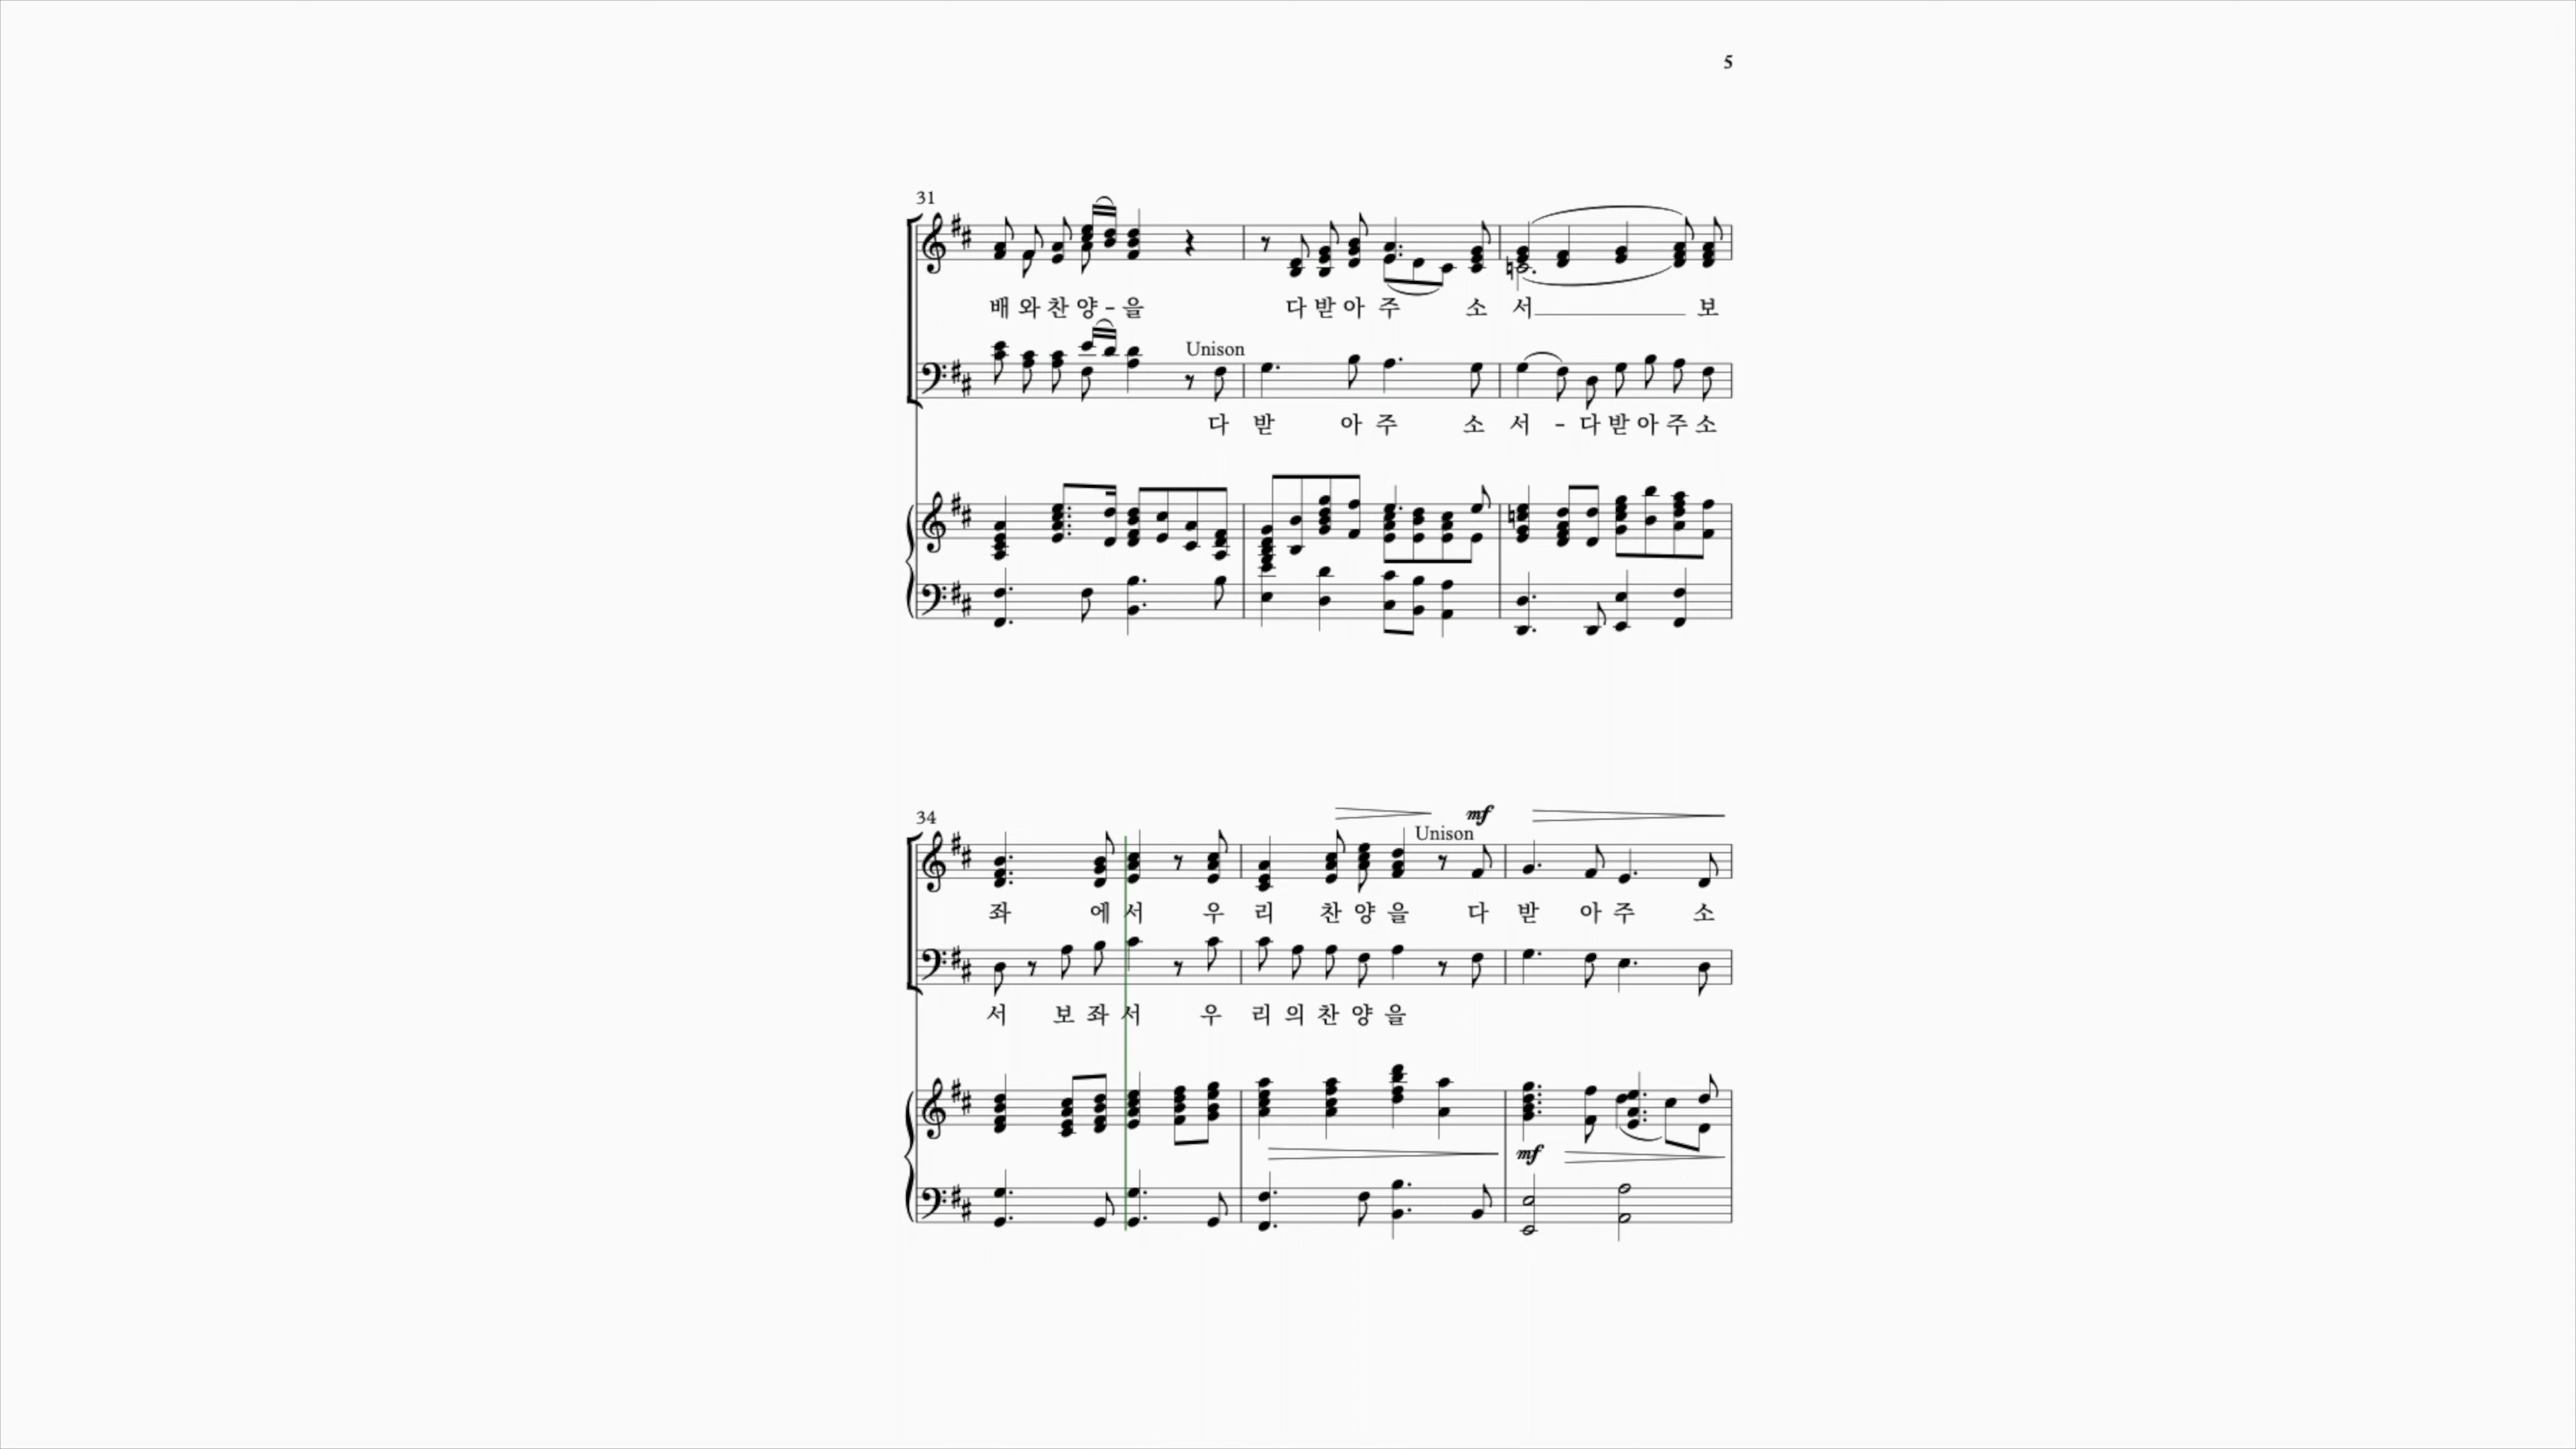 5
31
배 와 찬 양 - 을 다 받 아 주 소 서 보
Unison
다 받 아 주 소 서 - 다 받 아 주 소
34
mf
Unison
좌 에 서 우 리 찬 양 을 다 받 아 주 소
서 보 좌 서 우 리 의 찬 양 을
mf